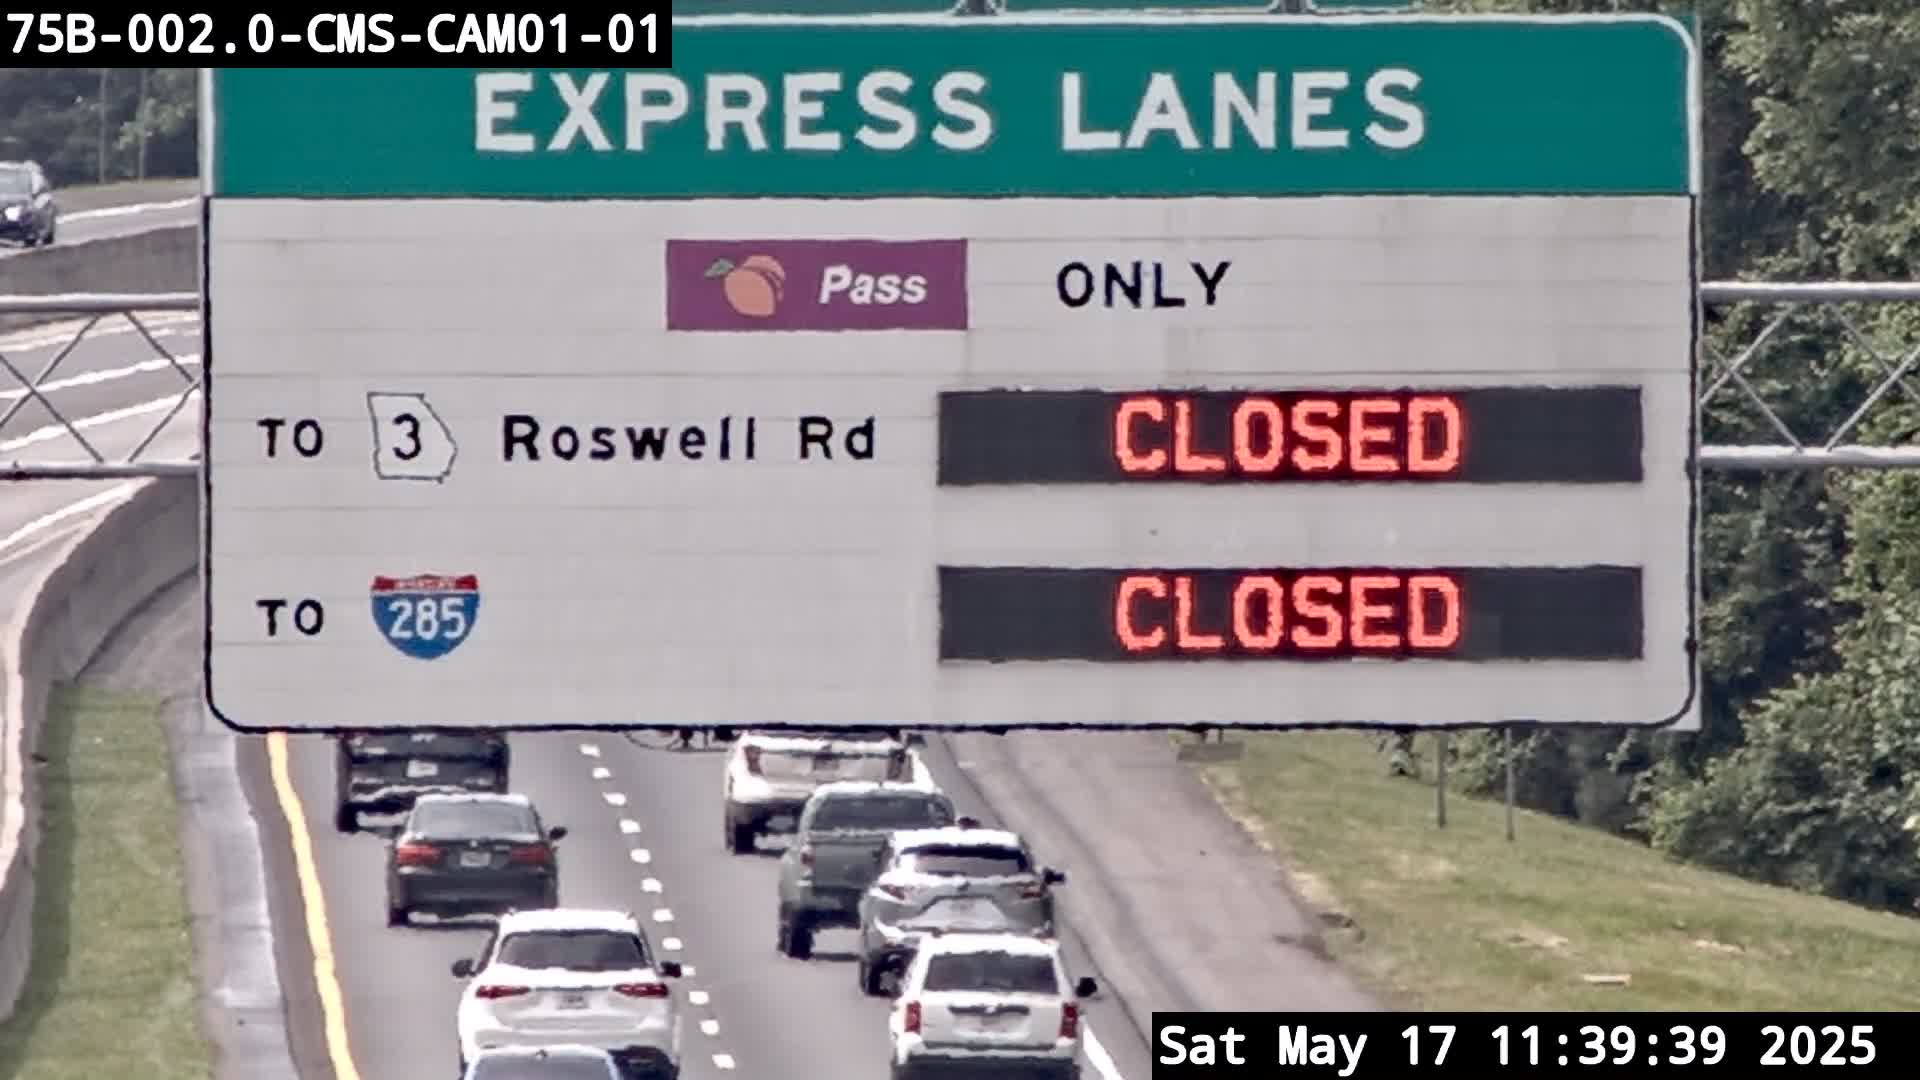 75B-002.0-CMS-CAM01-01
EXPRESS LANES
Pass ONLY
TO 3 Roswell Rd CLOSED
TO 285 CLOSED
Sat May 17 11:39:39 2025